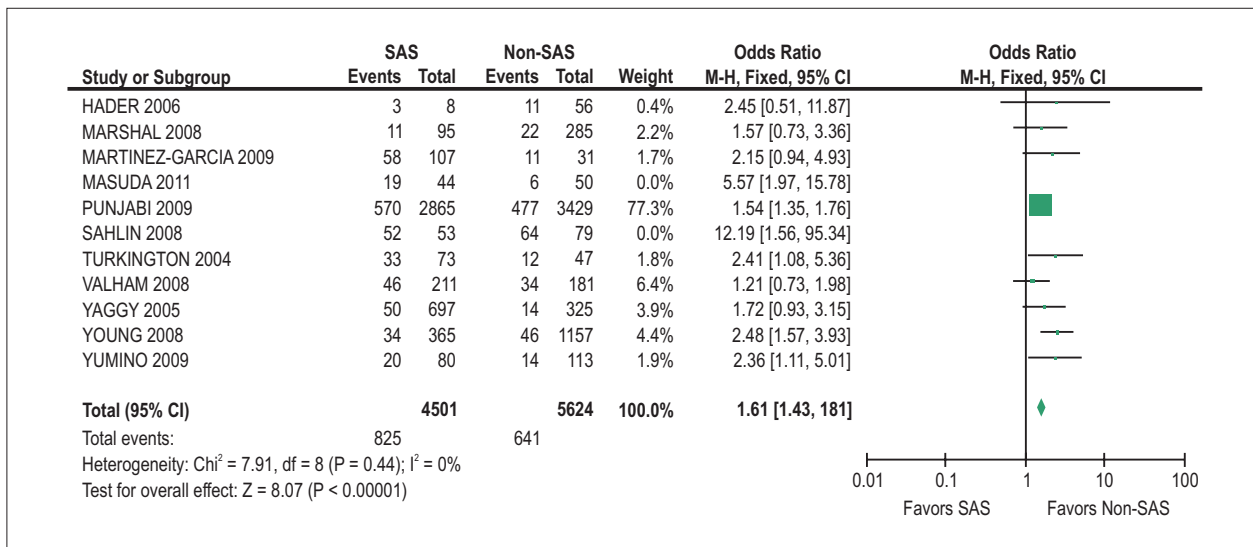 SAS Non-SAS Odds Ratio Odds Ratio
Study or Subgroup Events Total Events Total Weight M-H, Fixed, 95% CI M-H, Fixed, 95% CI
HADER 2006 3 8 11 56 0.4% 2.45 [0.51, 11.87]
MARSHAL 2008 11 95 22 285 2.2% 1.57 [0.73, 3.36]
MARTINEZ-GARCIA 2009 58 107 11 31 1.7% 2.15 [0.94, 4.93]
MASUDA 2011 19 44 6 50 0.0% 5.57 [1.97, 15.78]
PUNJABI 2009 570 2865 477 3429 77.3% 1.54 [1.35, 1.76]
SAHLIN 2008 52 53 64 79 0.0% 12.19 [1.56, 95.34]
TURKINGTON 2004 33 73 12 47 1.8% 2.41 [1.08, 5.36]
VALHAM 2008 46 211 34 181 6.4% 1.21 [0.73, 1.98]
YAGGY 2005 50 697 14 325 3.9% 1.72 [0.93, 3.15]
YOUNG 2008 34 365 46 1157 4.4% 2.48 [1.57, 3.93]
YUMINO 2009 20 80 14 113 1.9% 2.36 [1.11, 5.01]
Total (95% CI) 4501 5624 100.0% 1.61 [1.43, 181]
Total events: 825 641
Heterogeneity: Chi² = 7.91, df = 8 (P = 0.44); I² = 0%
Test for overall effect: Z = 8.07 (P < 0.00001)
0.01 0.1 1 10 100
Favors SAS Favors Non-SAS